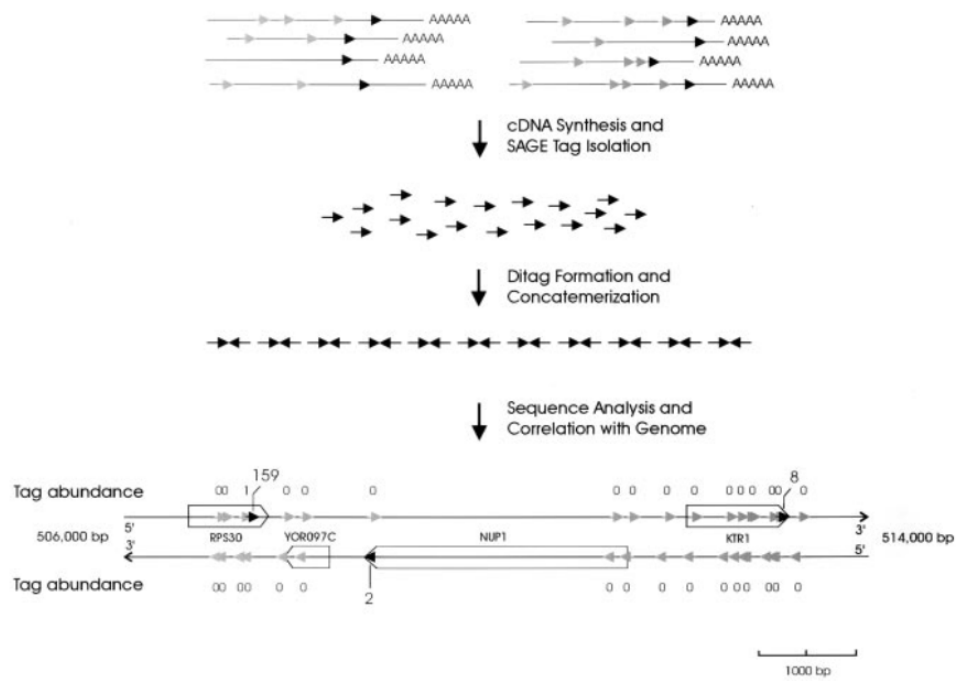 AAAAA AAAAA
AAAAA AAAAA
AAAAA AAAAA
AAAAA AAAAA
cDNA Synthesis and
SAGE Tag Isolation
Ditag Formation and
Concatemerization
Sequence Analysis and
Correlation with Genome
159 8
Tag abundance 00 1 0 0 0 0 0 0 0 000 00 0
5' 3'
506,000 bp RPS30 YOR097C NUP1 KTR1 514,000 bp
3' 5'
Tag abundance 00 00 0 0 0 0 0 0 000 00 0
2
1000 bp